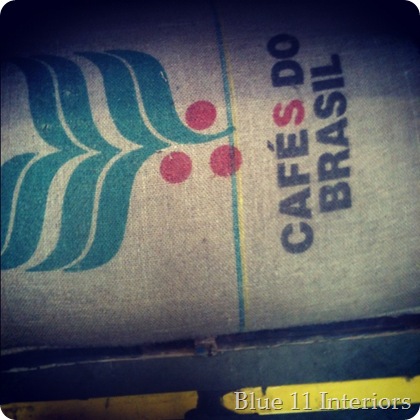 CAFÉS DO
BRASIL
Blue 11 Interiors